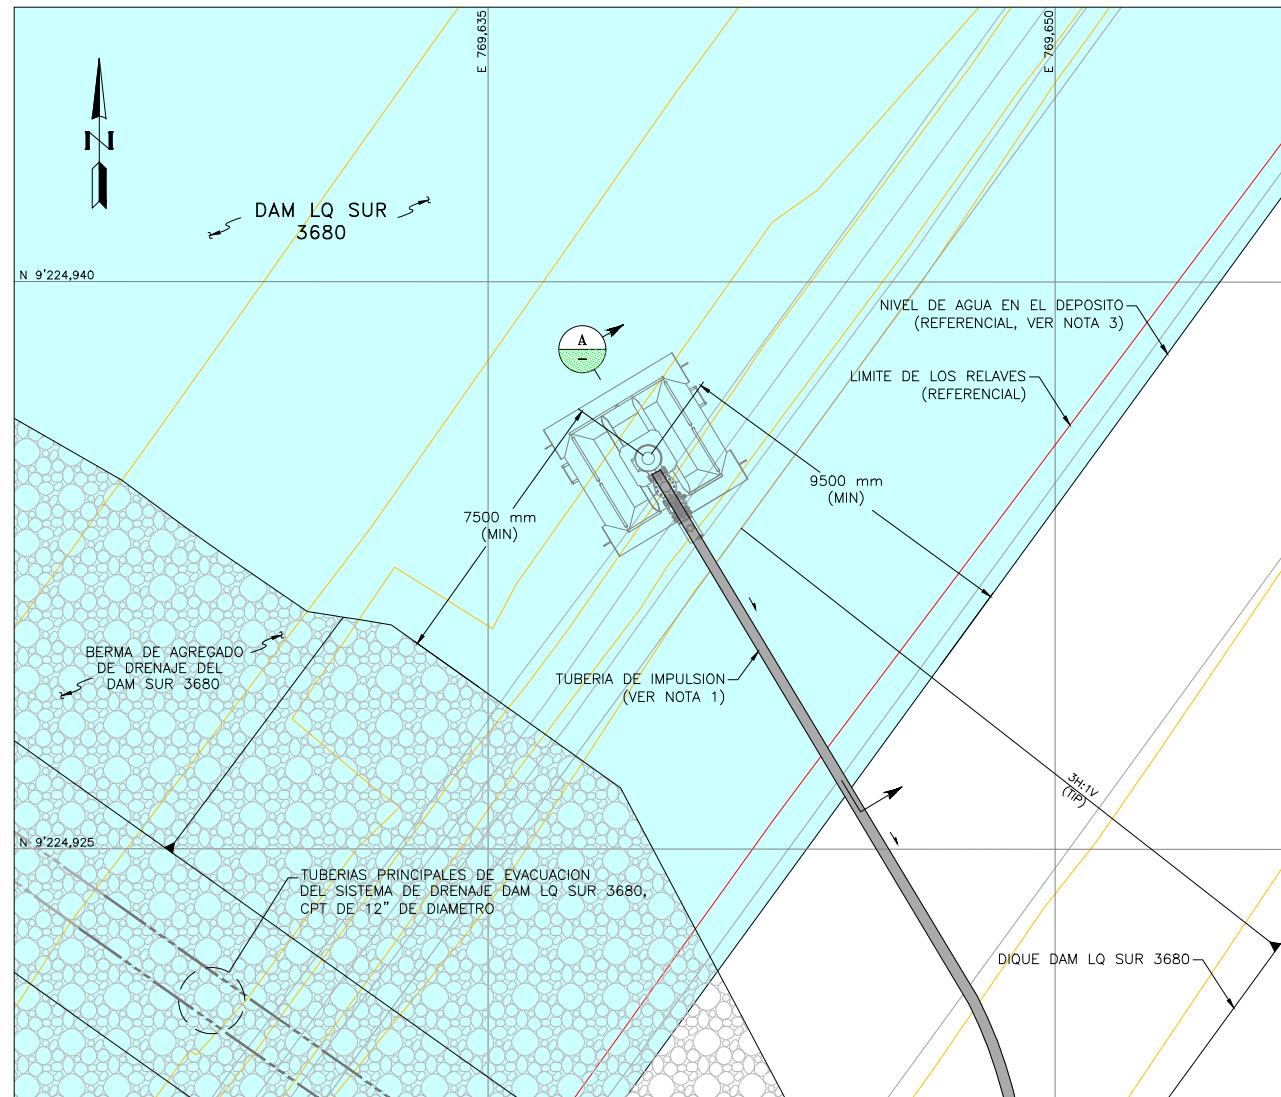 E 769,635
E 769,650
N
DAM LQ SUR
3680
N 9'224,940
NIVEL DE AGUA EN EL DEPOSITO
(REFERENCIAL, VER NOTA 3)
A
–
LIMITE DE LOS RELAVES
(REFERENCIAL)
9500 mm
(MIN)
7500 mm
(MIN)
BERMA DE AGREGADO
DE DRENAJE DEL
DAM SUR 3680
TUBERIA DE IMPULSION
(VER NOTA 1)
3H:1V
(TIP)
N 9'224,925
TUBERIAS PRINCIPALES DE EVACUACION
DEL SISTEMA DE DRENAJE DAM LQ SUR 3680,
CPT DE 12" DE DIAMETRO
DIQUE DAM LQ SUR 3680